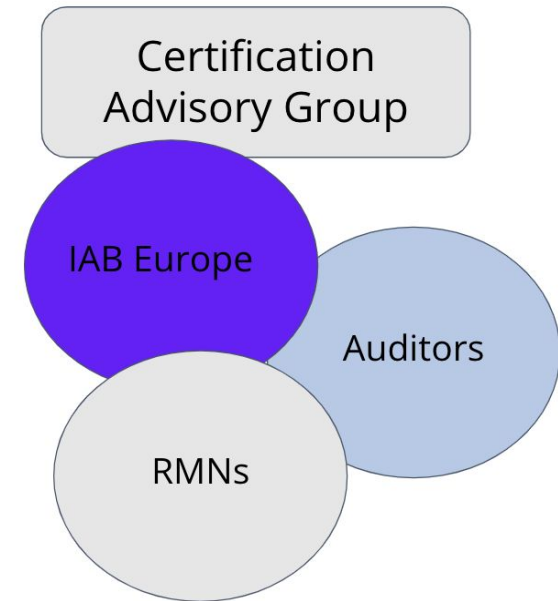 Certification
Advisory Group
IAB Europe
Auditors
RMNs